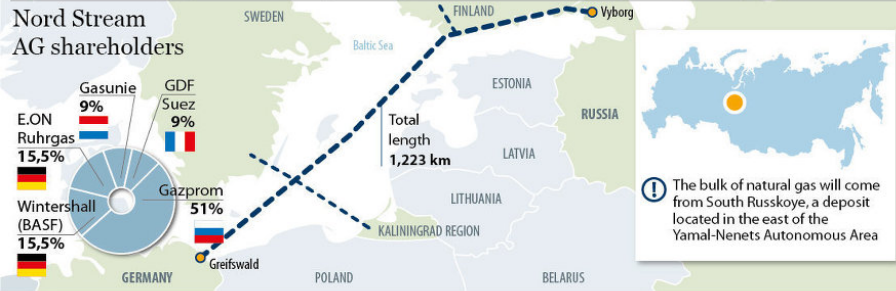 Nord Stream
AG shareholders
Gasunie
9%
GDF
Suez
9%
E.ON
Ruhrgas
15,5%
Wintershall
(BASF)
15,5%
Gazprom
51%
SWEDEN
FINLAND
Vyborg
Baltic Sea
ESTONIA
RUSSIA
Total
length
1,223 km
LATVIA
LITHUANIA
KALININGRAD REGION
Greifswald
GERMANY
POLAND
BELARUS
The bulk of natural gas will come
from South Russkoye, a deposit
located in the east of the
Yamal-Nenets Autonomous Area